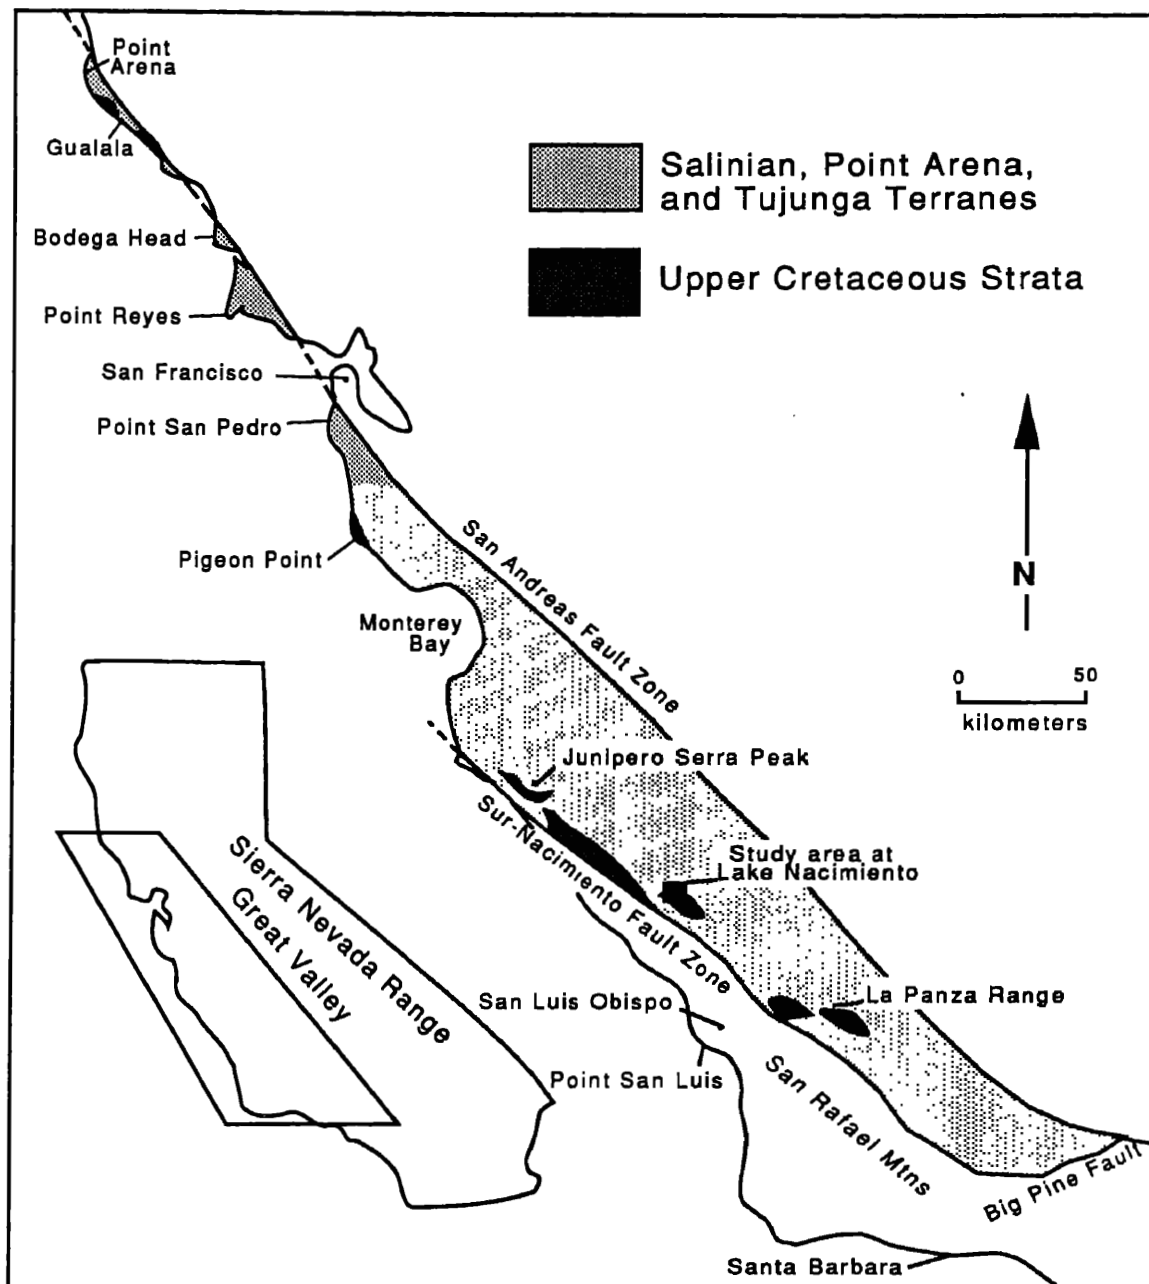 Point
Arena
Gualala
Bodega Head
Point Reyes
San Francisco
Point San Pedro
Pigeon Point
Monterey
Bay
Salinian, Point Arena,
and Tujunga Terranes
Upper Cretaceous Strata
San Andreas Fault Zone
N
0 50
kilometers
Junipero Serra Peak
Sur-Nacimiento Fault Zone
Study area at
Lake Nacimiento
La Panza Range
San Luis Obispo
Point San Luis
San Rafael Mtns
Big Pine Fault
Santa Barbara
Sierra Nevada Range
Great Valley